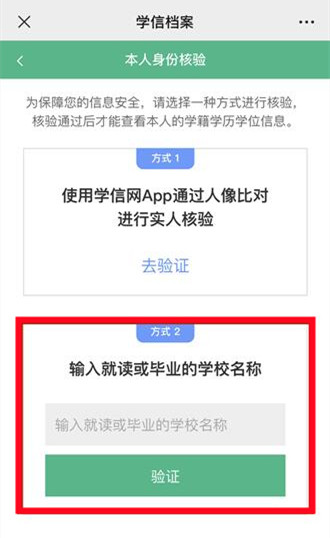 学信档案
本人身份核验
为保障您的信息安全，请选择一种方式进行核验，
核验通过后才能查看本人的学籍学历学位信息。
方式 1
使用学信网App通过人像比对
进行实人核验
去验证
方式 2
输入就读或毕业的学校名称
输入就读或毕业的学校名称
验证